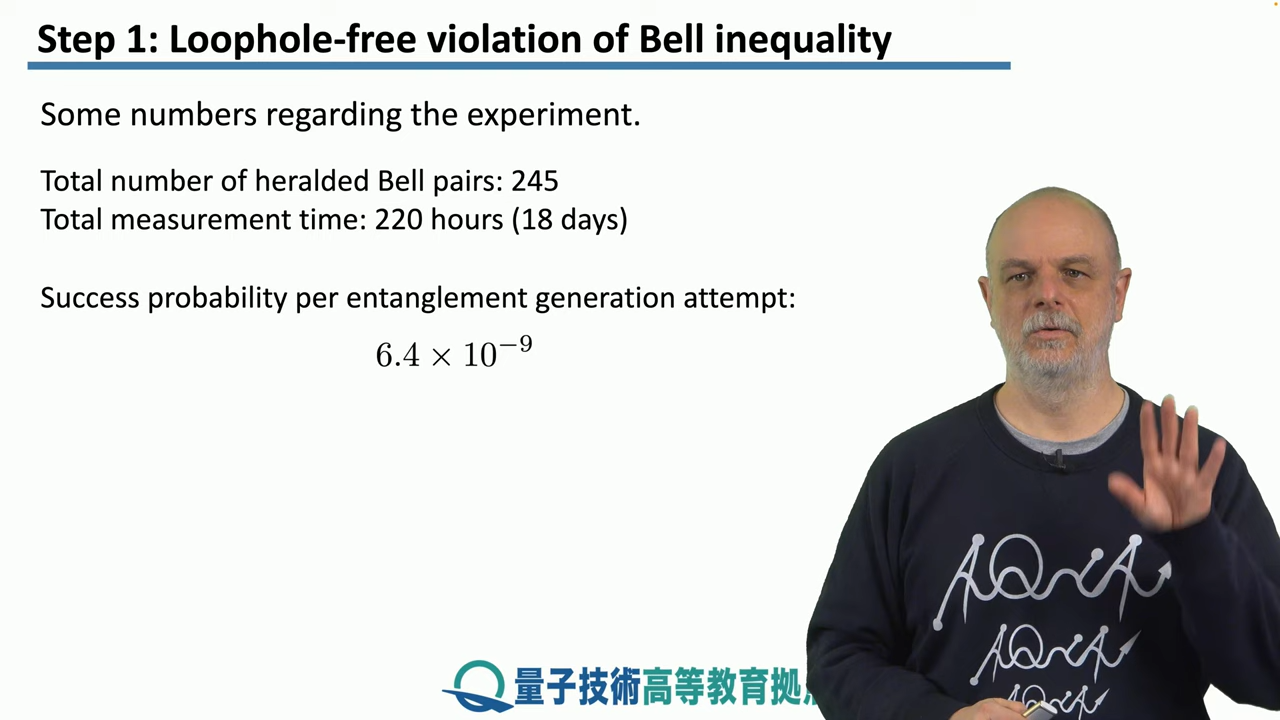 Step 1: Loophole-free violation of Bell inequality
Some numbers regarding the experiment.
Total number of heralded Bell pairs: 245
Total measurement time: 220 hours (18 days)
Success probability per entanglement generation attempt:
6.4 × 10⁻⁹
AQUA
AQUA
量子技術高等教育拠